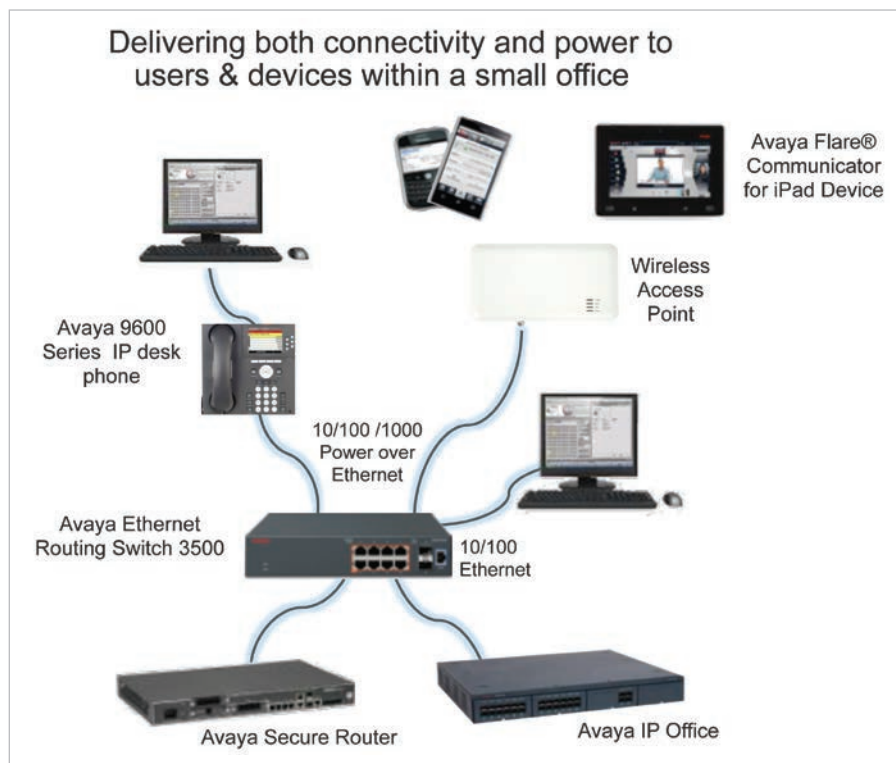 Delivering both connectivity and power to
users & devices within a small office
Avaya Flare®
Communicator
for iPad Device
Wireless
Access
Point
Avaya 9600
Series IP desk
phone
10/100 /1000
Power over
Ethernet
Avaya Ethernet
Routing Switch 3500
10/100
Ethernet
Avaya Secure Router
Avaya IP Office